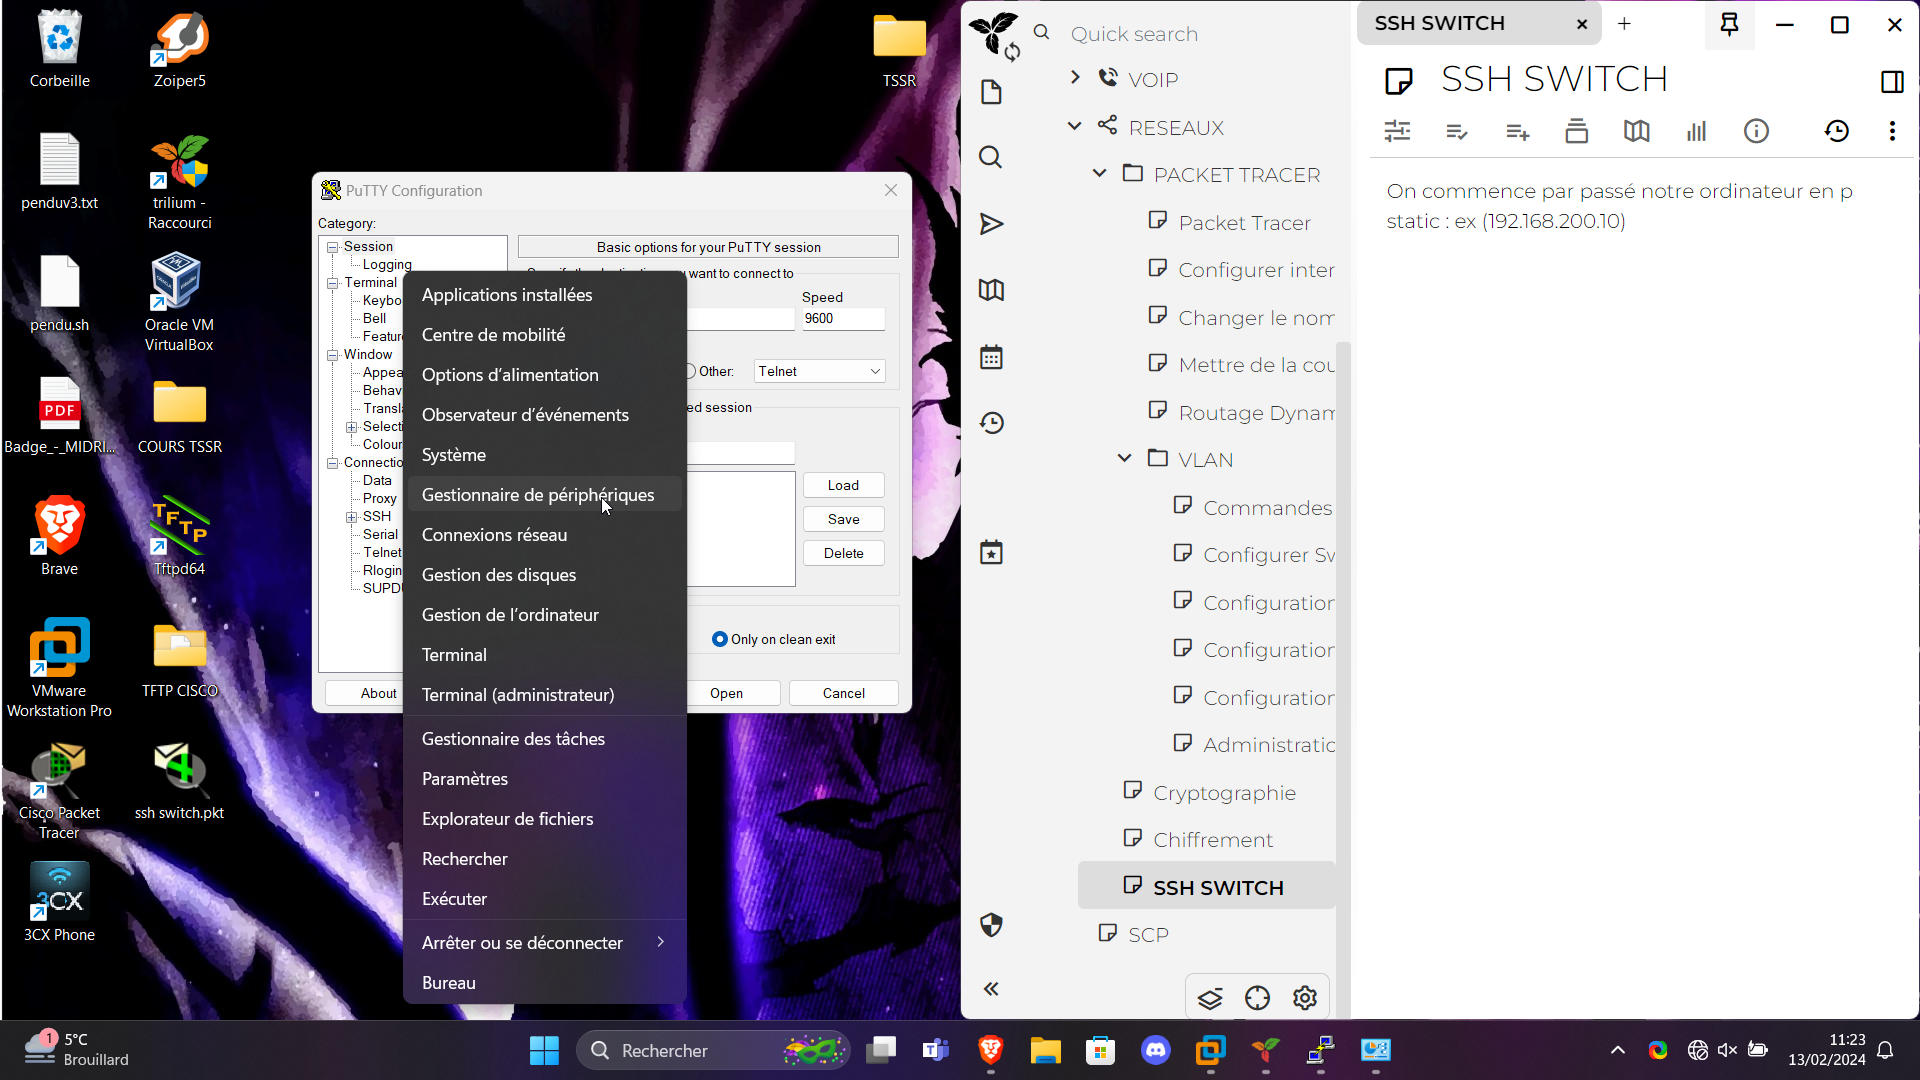 Corbeille
Zoiper5
TSSR
penduv3.txt
trilium -
Raccourci
pendu.sh
Oracle VM
VirtualBox
PDF
Badge_-_MIDRI...
COURS TSSR
Brave
TFTP
Tftpd64
VMware
Workstation Pro
TFTP CISCO
Cisco Packet
Tracer
ssh switch.pkt
3CX
3CX Phone
PuTTY Configuration
Category:
Session
Logging
Terminal
Keybo
Bell
Feature
Window
Appea
Behav
Transla
Selecti
Colour
Connectio
Data
Proxy
SSH
Serial
Telnet
Rlogin
SUPD
Basic options for your PuTTY session
want to connect to
Speed
9600
Other:
Telnet
ed session
Load
Save
Delete
Only on clean exit
About
Open
Cancel
Applications installées
Centre de mobilité
Options d’alimentation
Observateur d’événements
Système
Gestionnaire de périphériques
Connexions réseau
Gestion des disques
Gestion de l’ordinateur
Terminal
Terminal (administrateur)
Gestionnaire des tâches
Paramètres
Explorateur de fichiers
Rechercher
Exécuter
Arrêter ou se déconnecter
Bureau
Quick search
VOIP
RESEAUX
PACKET TRACER
Packet Tracer
Configurer inter
Changer le nom
Mettre de la cou
Routage Dynam
VLAN
Commandes
Configurer Sw
Configuration
Configuration
Configuration
Administratio
Cryptographie
Chiffrement
SSH SWITCH
SCP
SSH SWITCH
SSH SWITCH
On commence par passé notre ordinateur en p
static : ex (192.168.200.10)
1
5°C
Brouillard
Rechercher
11:23
13/02/2024